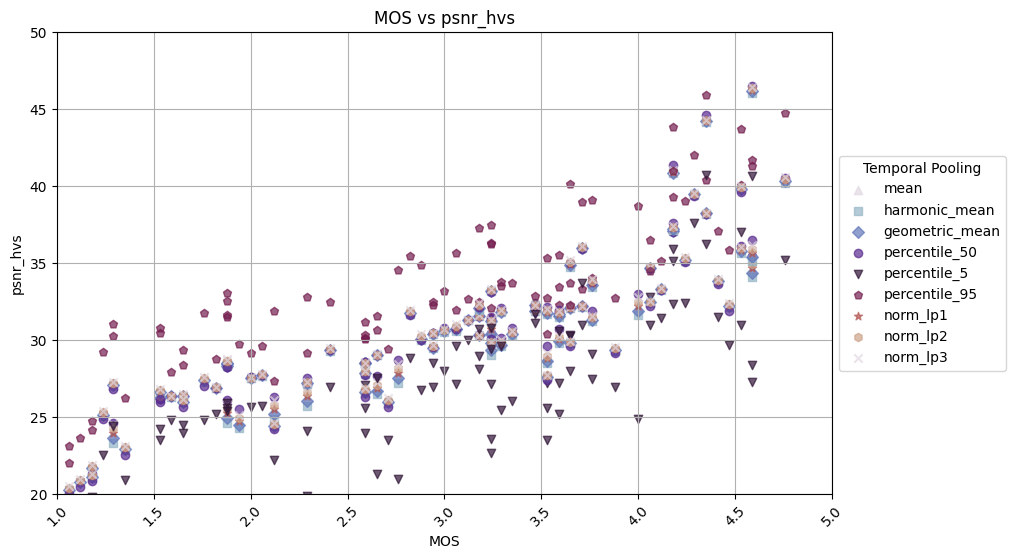 MOS vs psnr_hvs
50
45
40
35
30
25
20
psnr_hvs
1.0
1.5
2.0
2.5
3.0
3.5
4.0
4.5
5.0
MOS
Temporal Pooling
mean
harmonic_mean
geometric_mean
percentile_50
percentile_5
percentile_95
norm_lp1
norm_lp2
norm_lp3